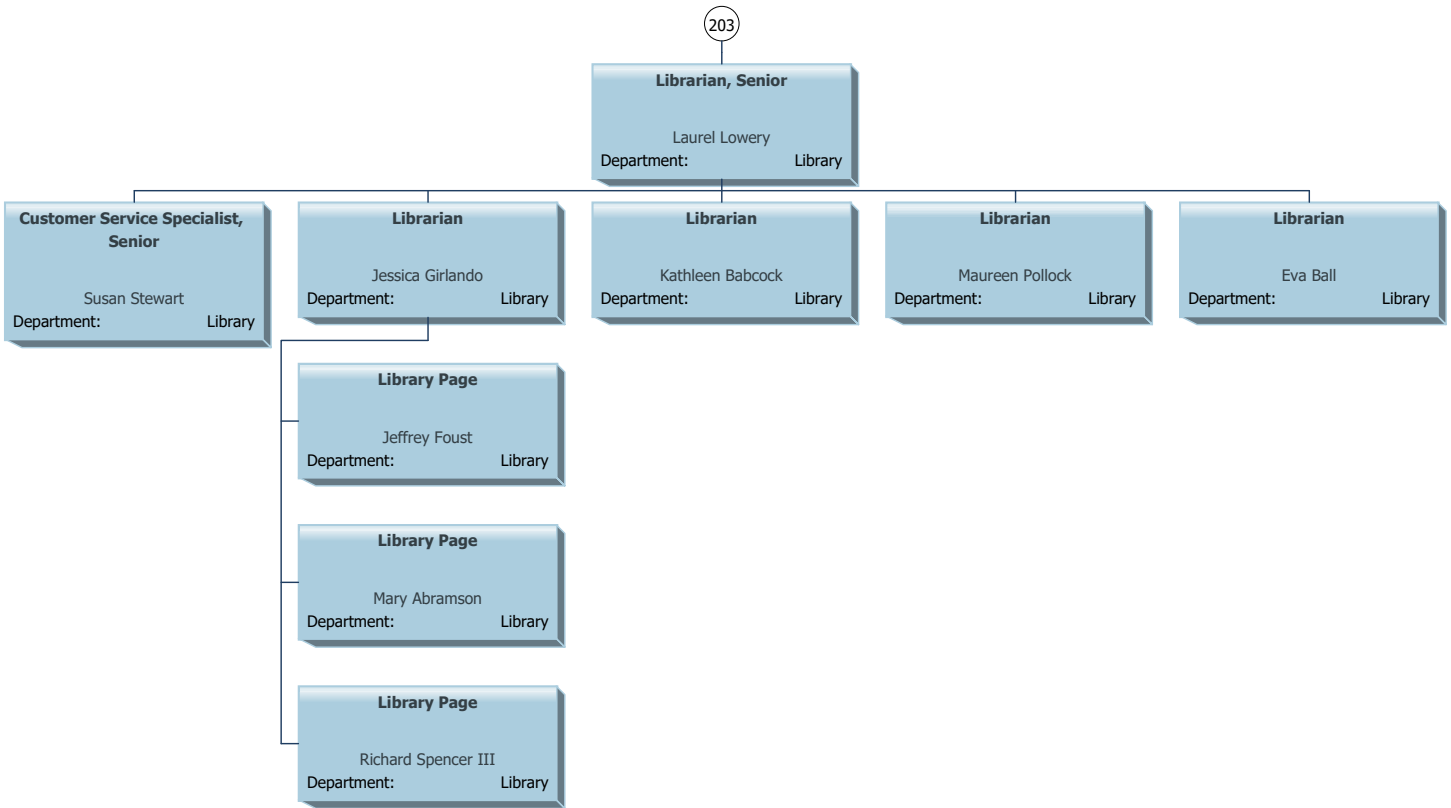 203
Librarian, Senior
Laurel Lowery
Department: Library
Customer Service Specialist,
Senior
Susan Stewart
Department: Library
Librarian
Jessica Girlando
Department: Library
Librarian
Kathleen Babcock
Department: Library
Librarian
Maureen Pollock
Department: Library
Librarian
Eva Ball
Department: Library
Library Page
Jeffrey Foust
Department: Library
Library Page
Mary Abramson
Department: Library
Library Page
Richard Spencer III
Department: Library